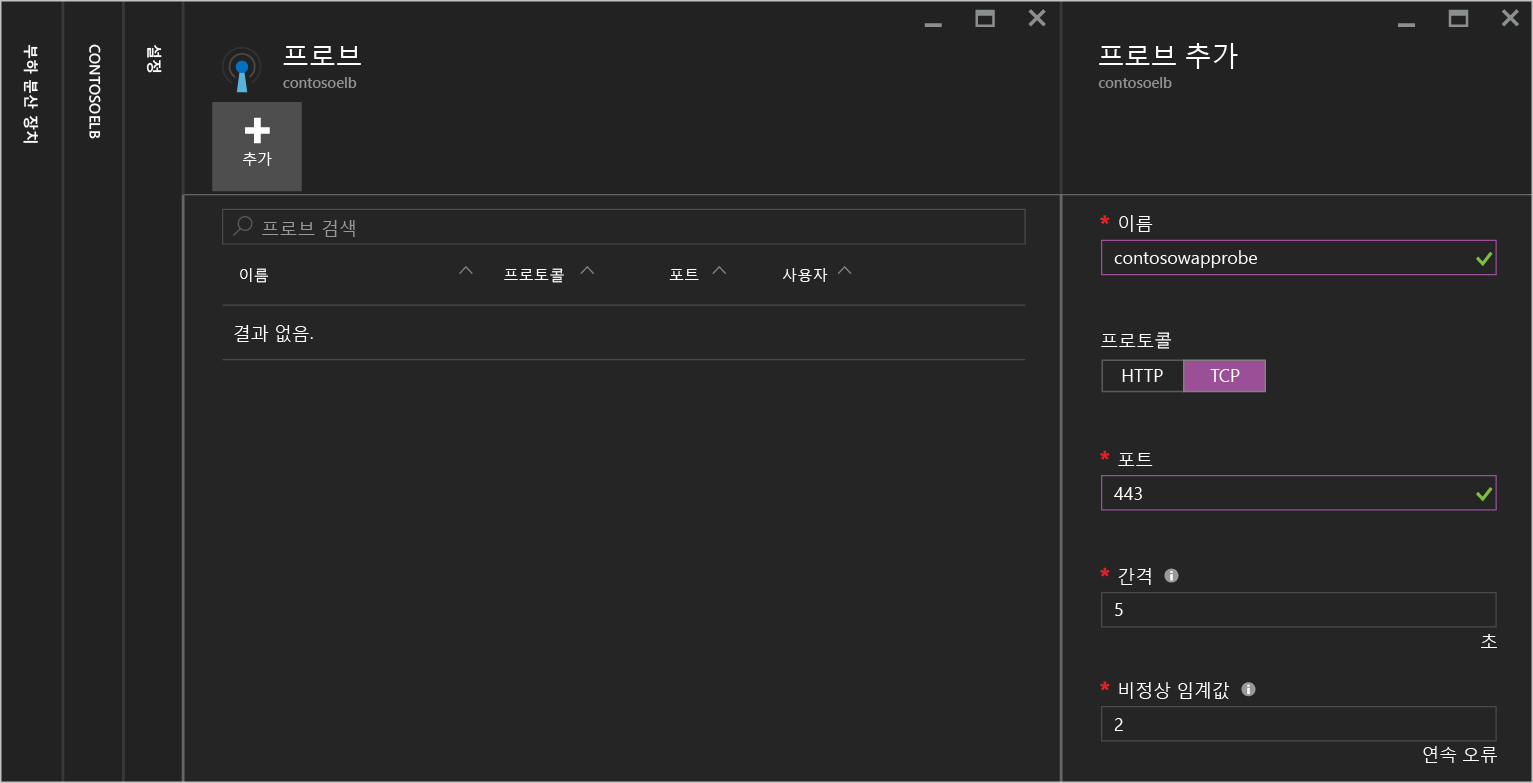 부하 분산 장치
CONTOSOELB
설정
프로브
contosoelb
추가
프로브 검색
이름 프로토콜 포트 사용자
결과 없음.
프로브 추가
contosoelb
* 이름
contosowapprobe
프로토콜
HTTP TCP
* 포트
443
* 간격
5
초
* 비정상 임계값
2
연속 오류